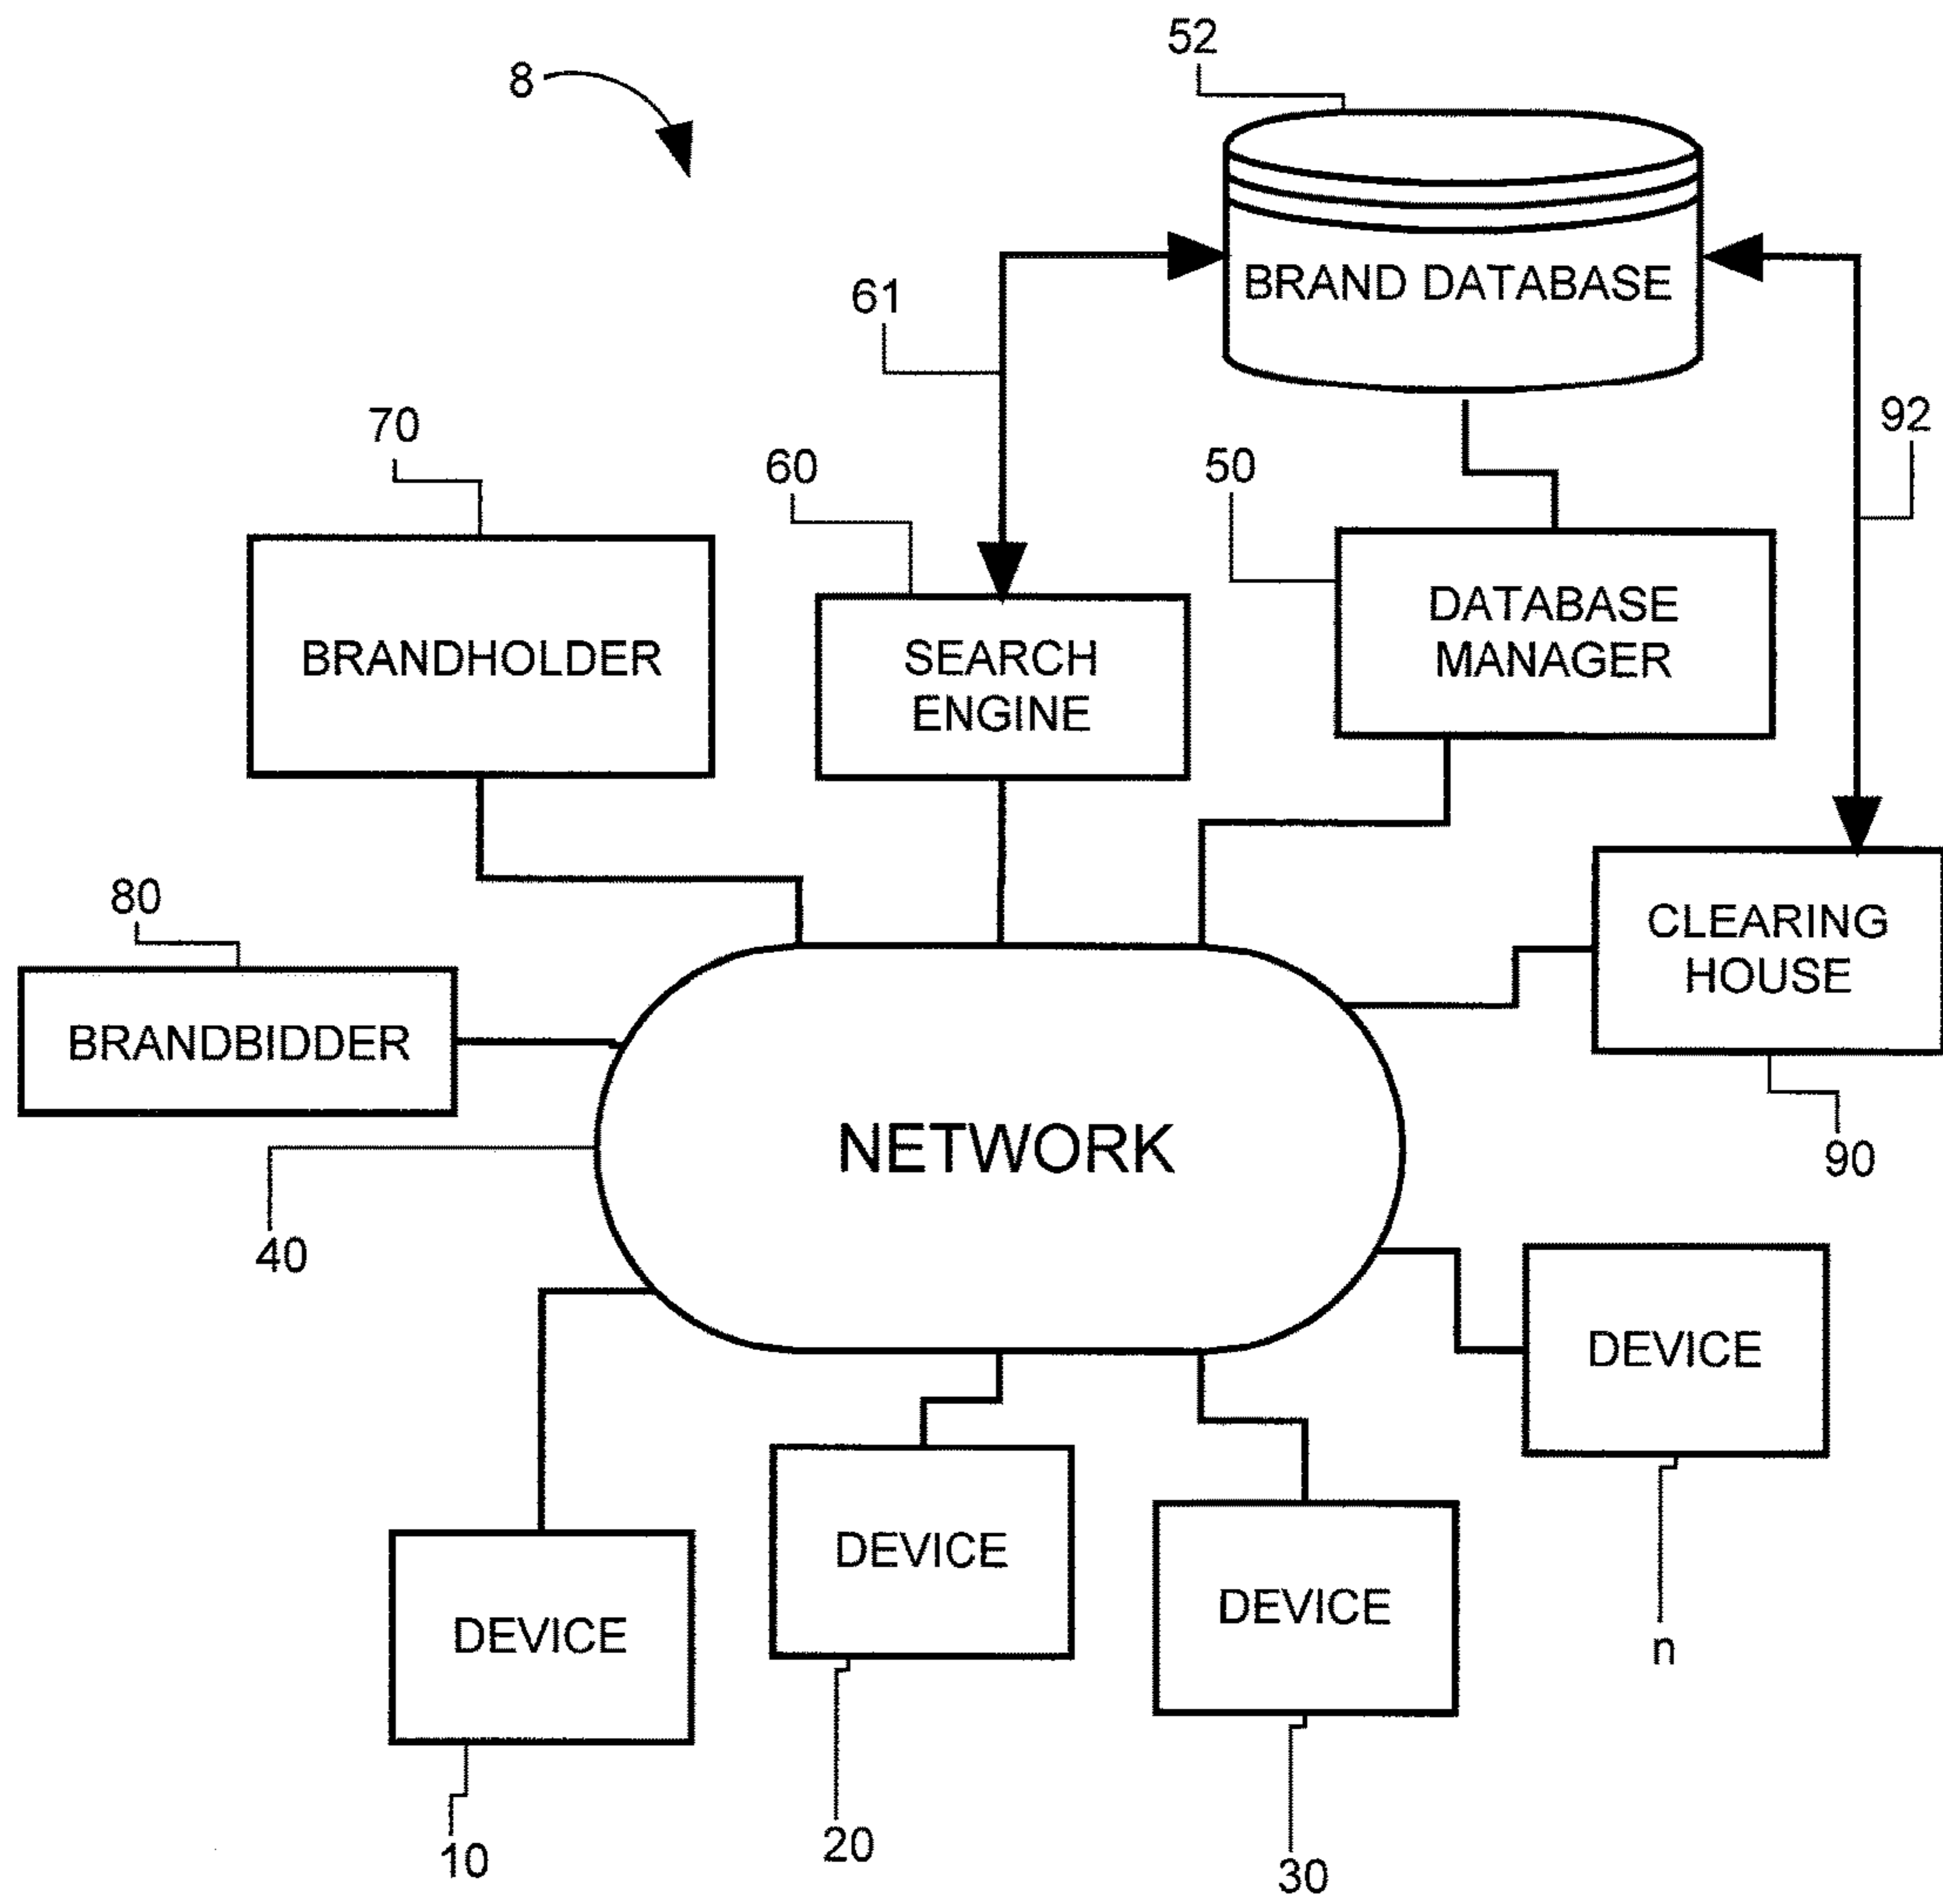 52
8
BRAND DATABASE
61
92
70
60
50
BRANDHOLDER
SEARCH
ENGINE
DATABASE
MANAGER
80
CLEARING
HOUSE
BRANDBIDDER
NETWORK
90
40
DEVICE
DEVICE
DEVICE
DEVICE
n
20
10
30